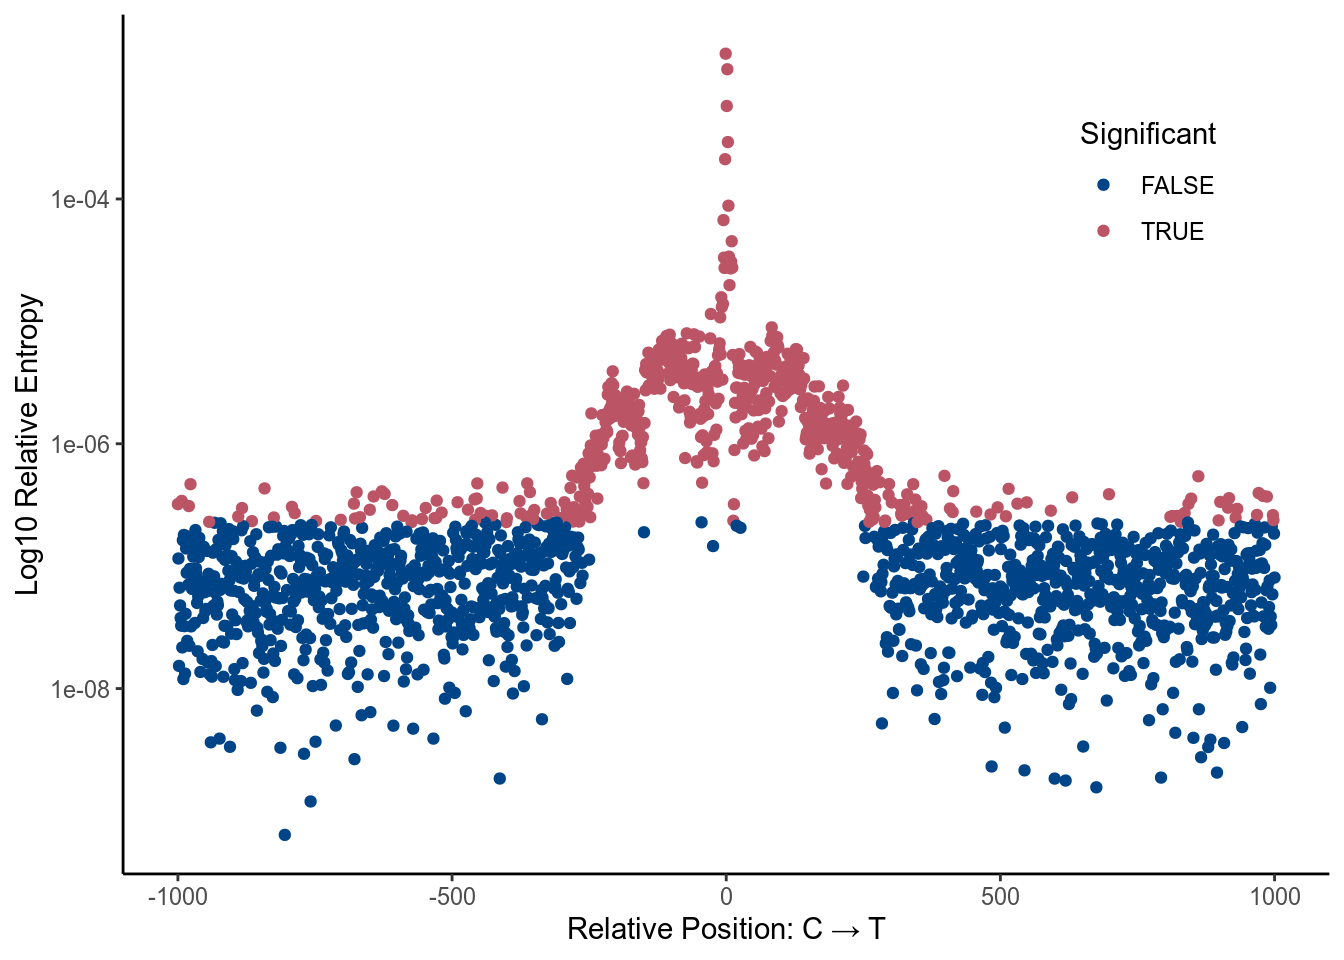 Significant
FALSE
TRUE
Log10 Relative Entropy
1e-04
1e-06
1e-08
-1000
-500
0
500
1000
Relative Position: C → T